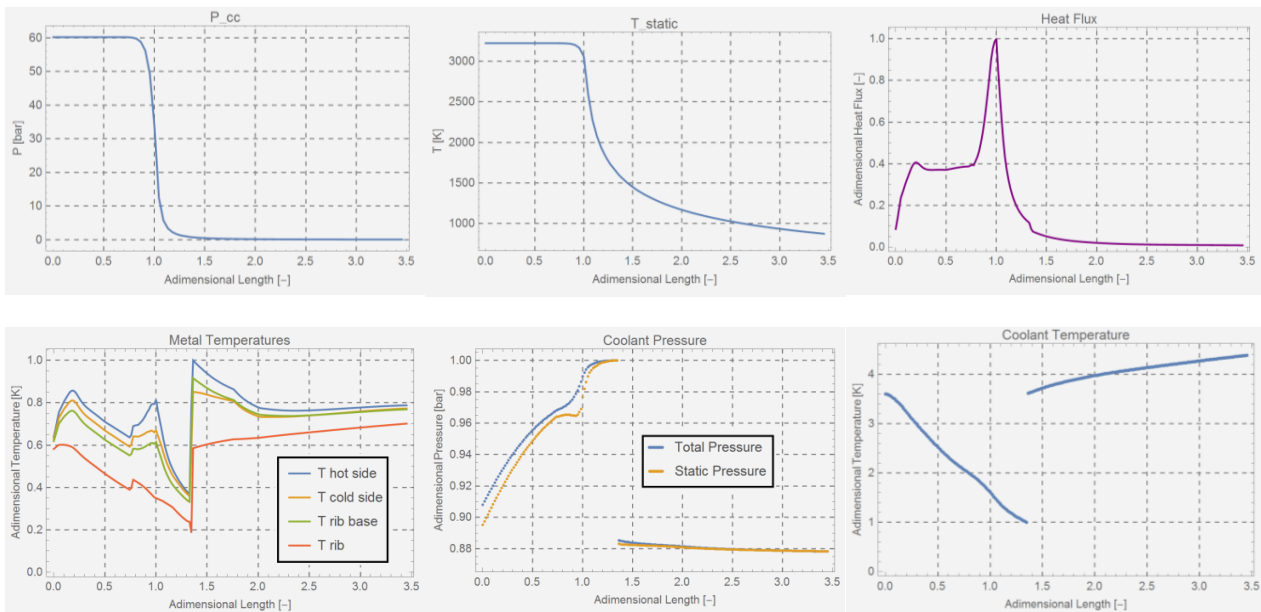 P_cc
P [bar]
60
50
40
30
20
10
0
0.0 0.5 1.0 1.5 2.0 2.5 3.0 3.5
Adimensional Length [–]
T_static
T [K]
3000
2500
2000
1500
1000
0.0 0.5 1.0 1.5 2.0 2.5 3.0 3.5
Adimensional Length [–]
Heat Flux
Adimensional Heat Flux [–]
1.0
0.8
0.6
0.4
0.2
0.0
0.0 0.5 1.0 1.5 2.0 2.5 3.0 3.5
Adimensional Length [–]
Metal Temperatures
Adimensional Temperature [K]
1.0
0.8
0.6
0.4
0.2
0.0
T hot side
T cold side
T rib base
T rib
0.0 0.5 1.0 1.5 2.0 2.5 3.0 3.5
Adimensional Length [–]
Coolant Pressure
Adimensional Pressure [bar]
1.00
0.98
0.96
0.94
0.92
0.90
0.88
Total Pressure
Static Pressure
0.0 0.5 1.0 1.5 2.0 2.5 3.0 3.5
Adimensional Length [–]
Coolant Temperature
Adimensional Temperature [K]
4
3
2
1
0
0.0 0.5 1.0 1.5 2.0 2.5 3.0 3.5
Adimensional Length [–]